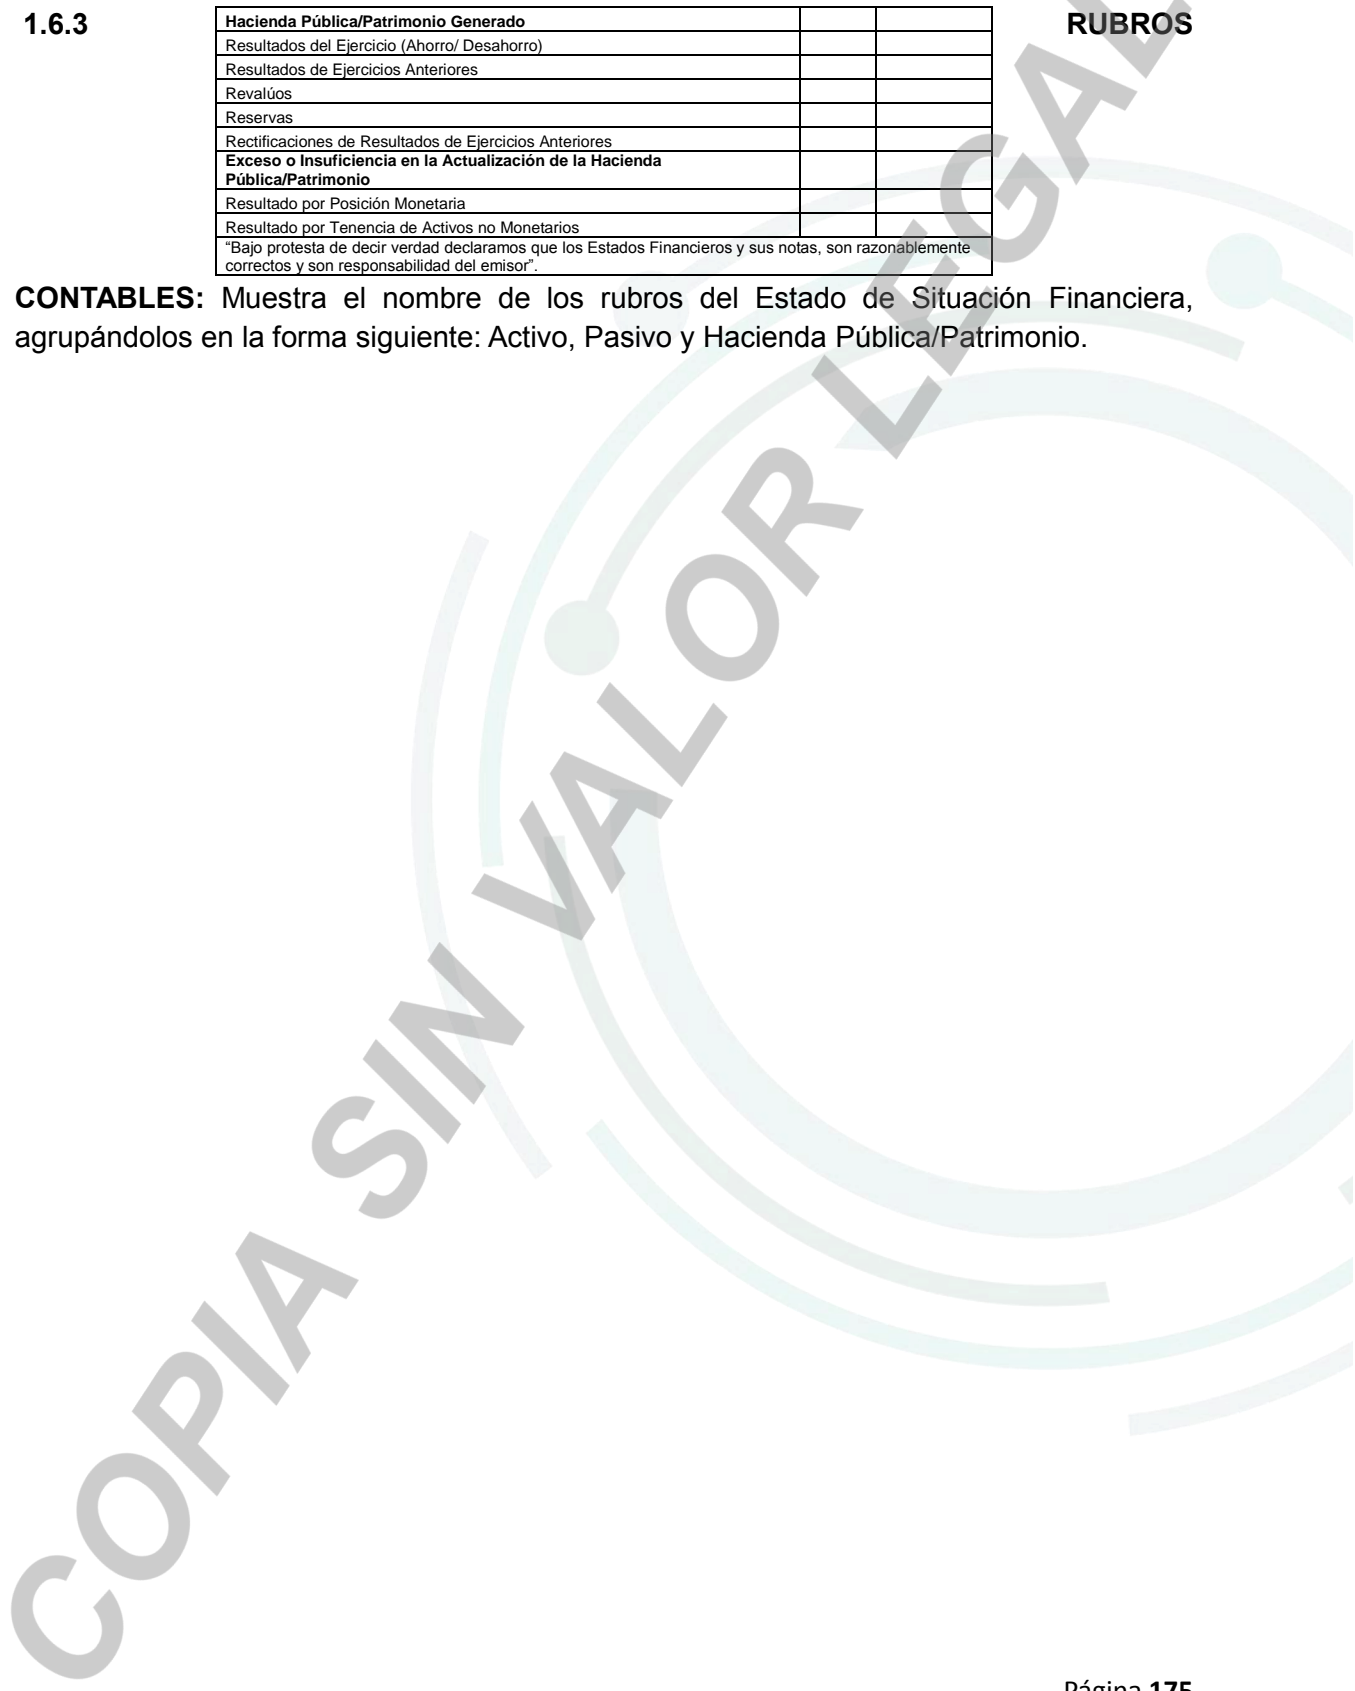 1.6.3 RUBROS
Hacienda Pública/Patrimonio Generado
Resultados del Ejercicio (Ahorro/ Desahorro)
Resultados de Ejercicios Anteriores
Revalúos
Reservas
Rectificaciones de Resultados de Ejercicios Anteriores
Exceso o Insuficiencia en la Actualización de la Hacienda
Pública/Patrimonio
Resultado por Posición Monetaria
Resultado por Tenencia de Activos no Monetarios
“Bajo protesta de decir verdad declaramos que los Estados Financieros y sus notas, son razonablemente
correctos y son responsabilidad del emisor”.
CONTABLES: Muestra el nombre de los rubros del Estado de Situación Financiera,
agrupándolos en la forma siguiente: Activo, Pasivo y Hacienda Pública/Patrimonio.
COPIA SIN VALOR LEGAL
Página 175